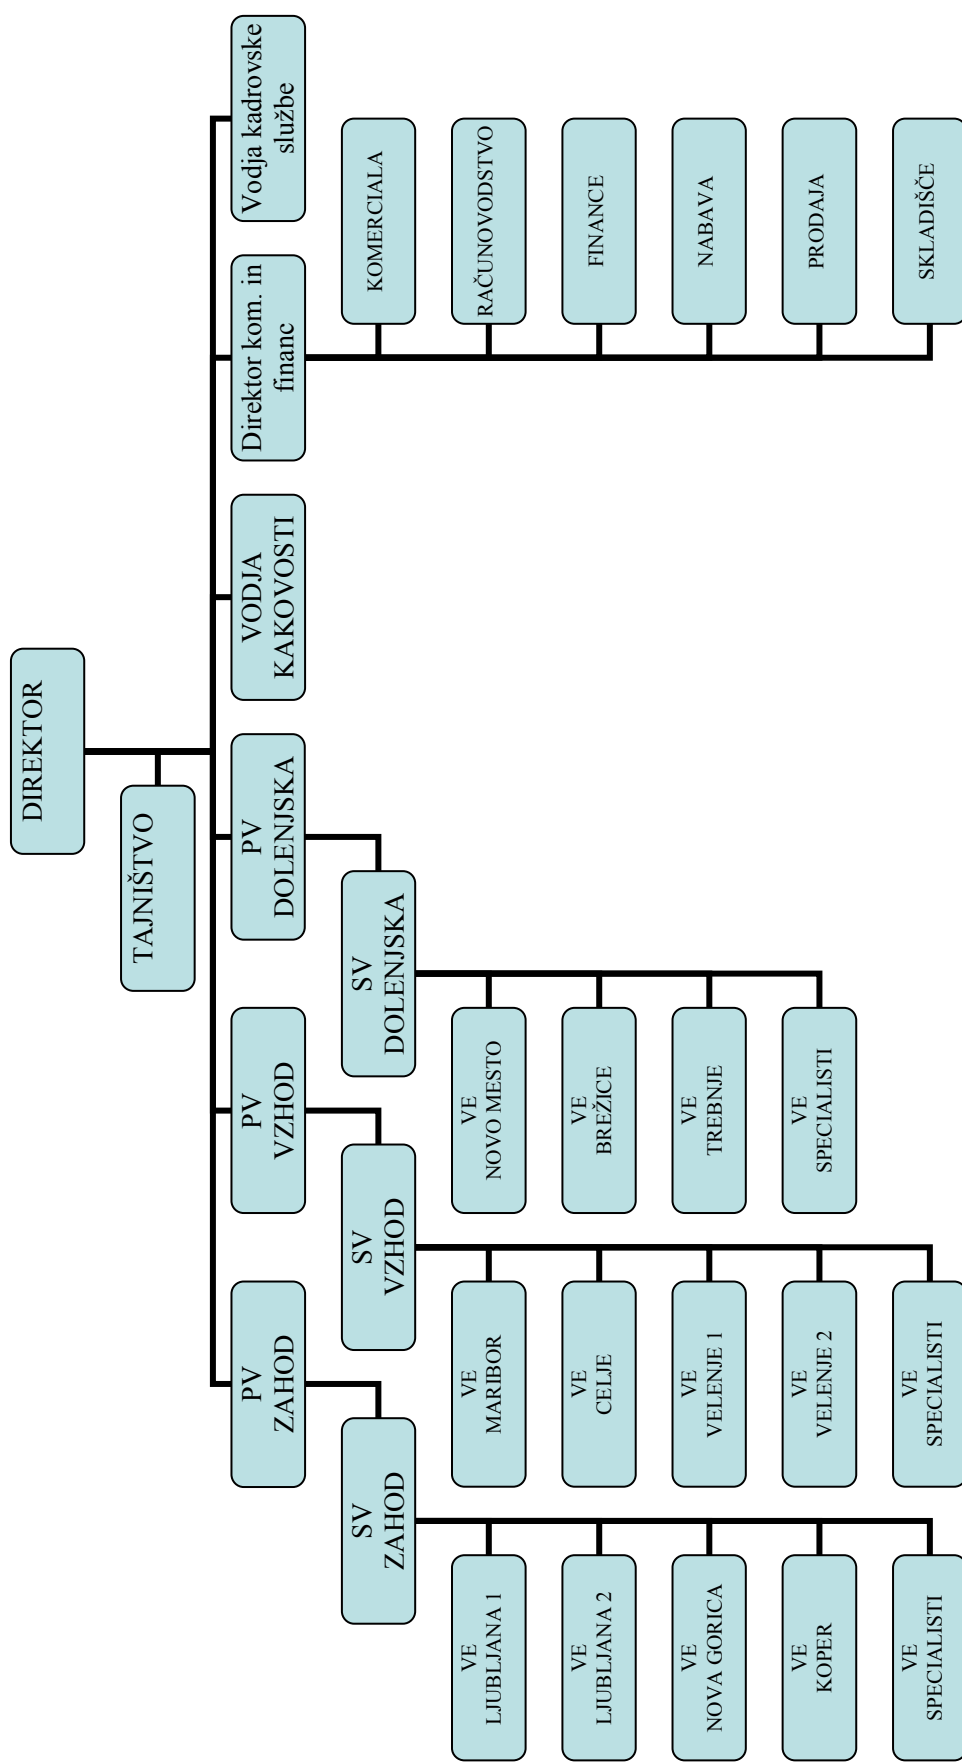 DIREKTOR
TAJNIŠTVO
PV
ZAHOD
PV
VZHOD
PV
DOLENJSKA
VODJA
KAKOVOSTI
Direktor kom. in
financ
Vodja kadrovske
službe
SV
ZAHOD
VE
LJUBLJANA 1
VE
LJUBLJANA 2
VE
NOVA GORICA
VE
KOPER
VE
SPECIALISTI
SV
VZHOD
VE
MARIBOR
VE
CELJE
VE
VELENJE 1
VE
VELENJE 2
VE
SPECIALISTI
SV
DOLENJSKA
VE
NOVO MESTO
VE
BREŽICE
VE
TREBNJE
VE
SPECIALISTI
KOMERCIALA
RAČUNOVODSTVO
FINANCE
NABAVA
PRODAJA
SKLADIŠČE